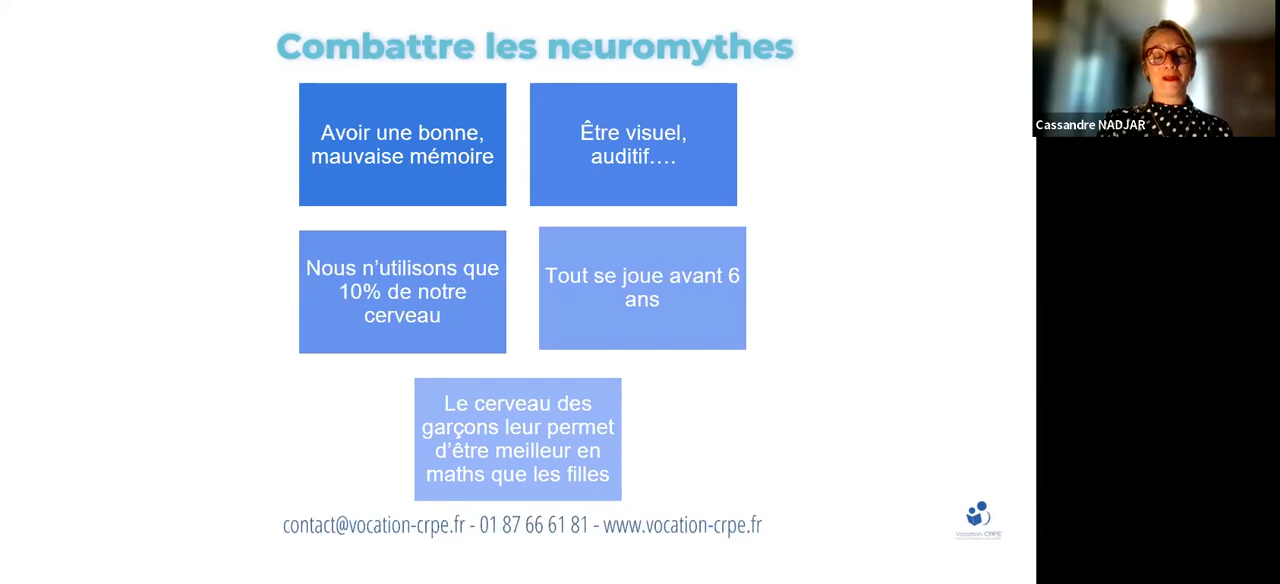 Combattre les neuromythes
Cassandre NADJAR
Avoir une bonne,
mauvaise mémoire
Être visuel,
auditif….
Nous n’utilisons que
10% de notre
cerveau
Tout se joue avant 6
ans
Le cerveau des
garçons leur permet
d’être meilleur en
maths que les filles
contact@vocation-crpe.fr - 01 87 66 61 81 - www.vocation-crpe.fr
Vocation CRPE